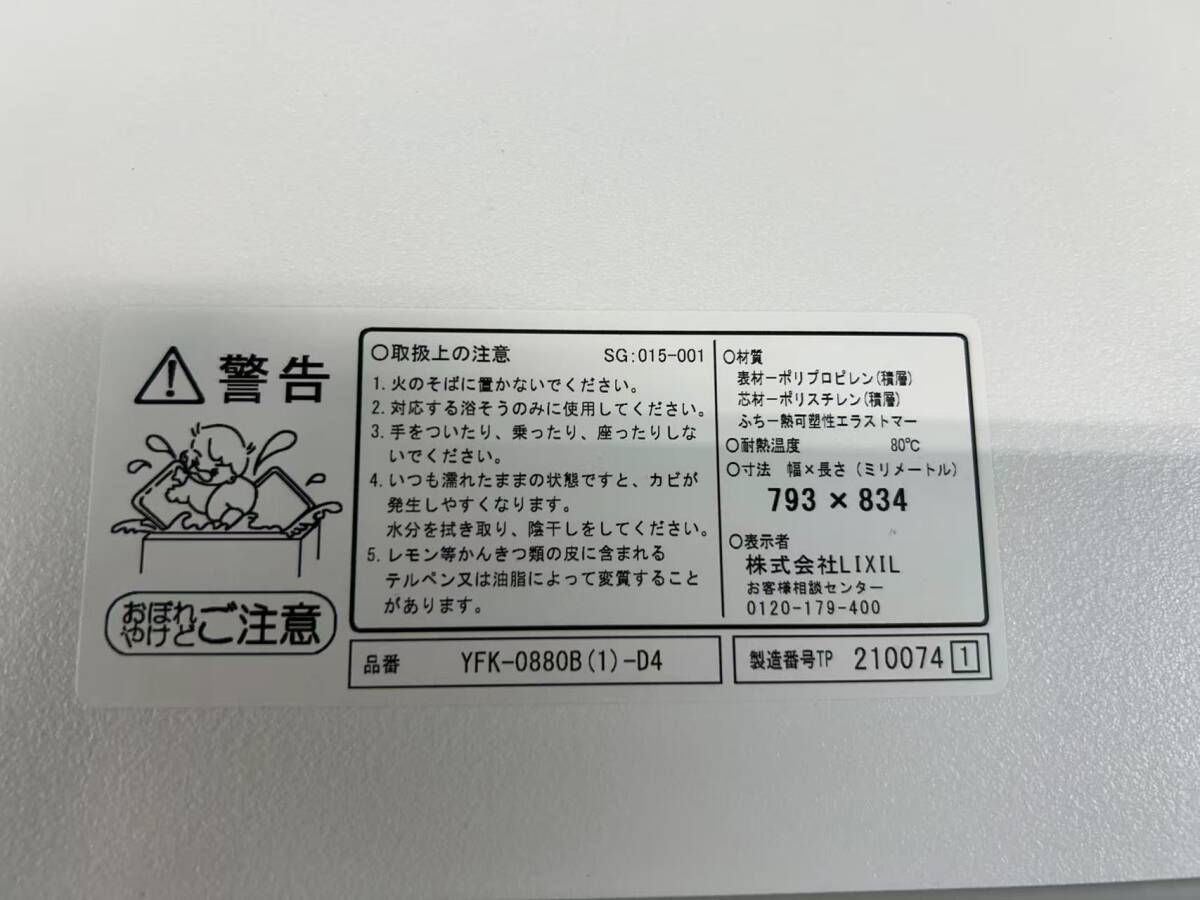 警告
おぼれ
やけど
ご注意
○取扱上の注意 SG:015-001
1. 火のそばに置かないでください。
2. 対応する浴そうのみに使用してください。
3. 手をついたり、乗ったり、座ったりしな
いでください。
4. いつも濡れたままの状態ですと、カビが
発生しやすくなります。
水分を拭き取り、陰干しをしてください。
5. レモン等かんきつ類の皮に含まれる
テルペン又は油脂によって変質すること
があります。
○材質
表材ーポリプロピレン(積層)
芯材ーポリスチレン(積層)
ふちー熱可塑性エラストマー
○耐熱温度 80℃
○寸法 幅×長さ (ミリメートル)
793 × 834
○表示者
株式会社LIXIL
お客様相談センター
0120-179-400
品番 YFK-0880B(1)-D4
製造番号TP 210074 1